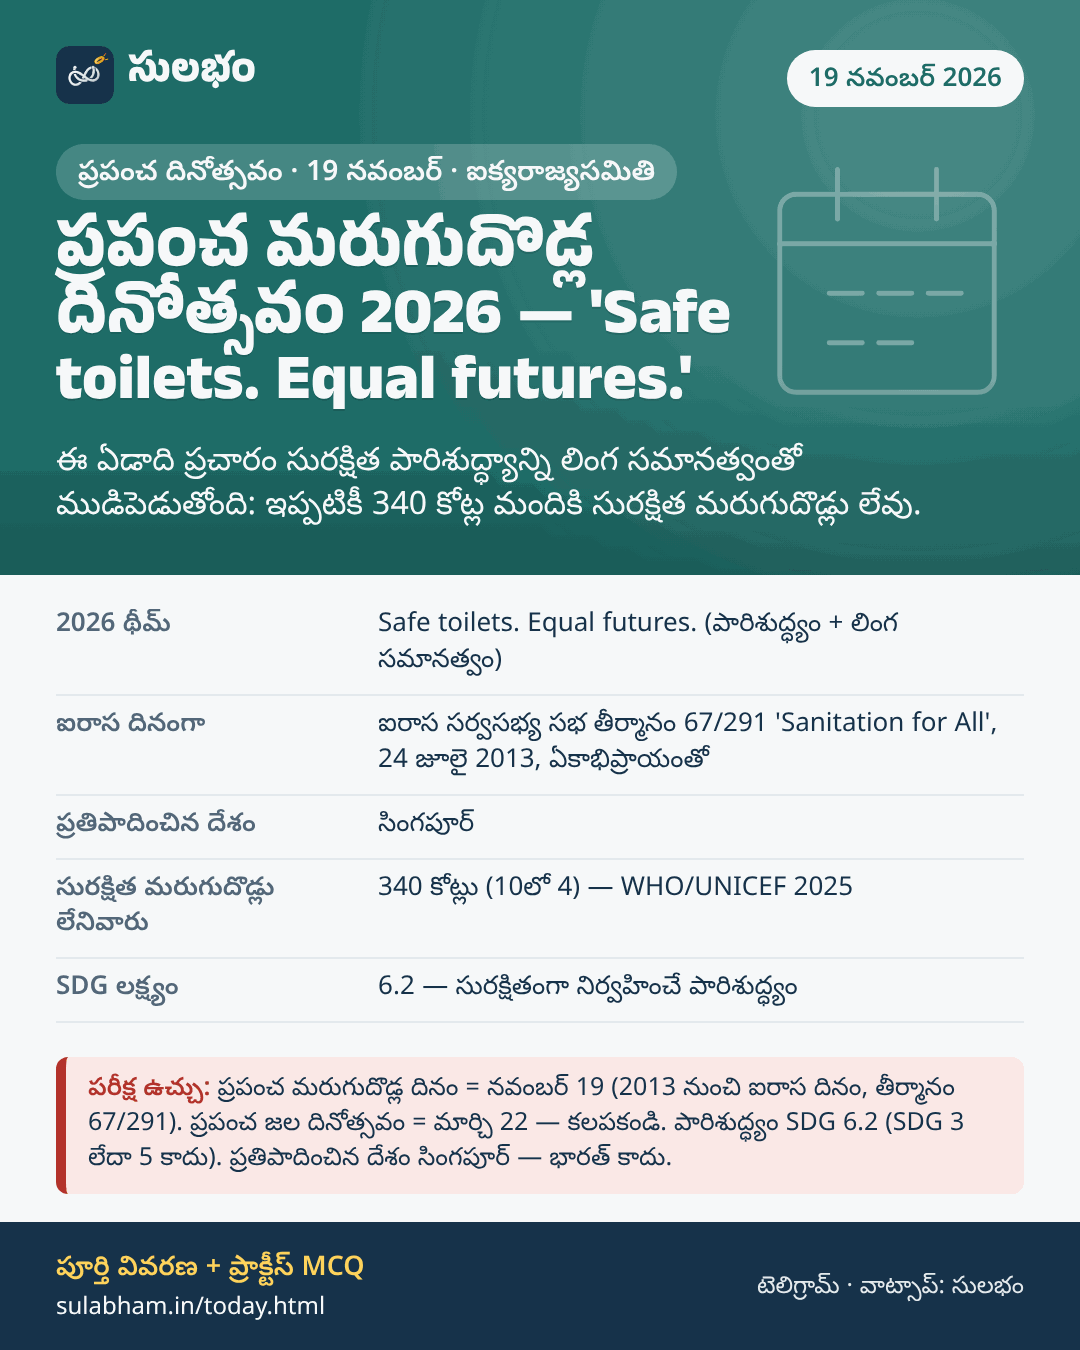 సులభం
19 నవంబర్ 2026
ప్రపంచ దినోత్సవం · 19 నవంబర్ · ఐక్యరాజ్యసమితి
ప్రపంచ మరుగుదొడ్ల
దినోత్సవం 2026 — 'Safe
toilets. Equal futures.'
ఈ ఏడాది ప్రచారం సురక్షిత పారిశుద్ధ్యాన్ని లింగ సమానత్వంతో
ముడిపెడుతోంది: ఇప్పటికీ 340 కోట్ల మందికి సురక్షిత మరుగుదొడ్లు లేవు.
2026 థీమ్
Safe toilets. Equal futures. (పారిశుద్ధ్యం + లింగ
సమానత్వం)
ఐరాస దినంగా
ఐరాస సర్వసభ్య సభ తీర్మానం 67/291 'Sanitation for All',
24 జూలై 2013, ఏకాభిప్రాయంతో
ప్రతిపాదించిన దేశం
సింగపూర్
సురక్షిత మరుగుదొడ్లు
లేనివారు
340 కోట్లు (10లో 4) — WHO/UNICEF 2025
SDG లక్ష్యం
6.2 — సురక్షితంగా నిర్వహించే పారిశుద్ధ్యం
పరీక్ష ఉచ్చు: ప్రపంచ మరుగుదొడ్ల దినం = నవంబర్ 19 (2013 నుంచి ఐరాస దినం, తీర్మానం
67/291). ప్రపంచ జల దినోత్సవం = మార్చి 22 — కలపకండి. పారిశుద్ధ్యం SDG 6.2 (SDG 3
లేదా 5 కాదు). ప్రతిపాదించిన దేశం సింగపూర్ — భారత్ కాదు.
పూర్తి వివరణ + ప్రాక్టీస్ MCQ
sulabham.in/today.html
టెలిగ్రామ్ · వాట్సాప్: సులభం